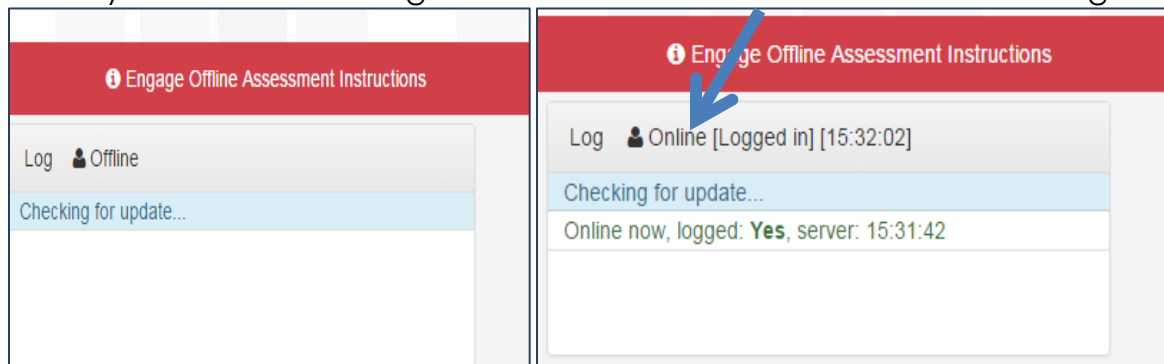 Engage Offline Assessment Instructions
Log Offline
Checking for update...
Engage Offline Assessment Instructions
Log Online [Logged in] [15:32:02]
Checking for update...
Online now, logged: Yes, server: 15:31:42